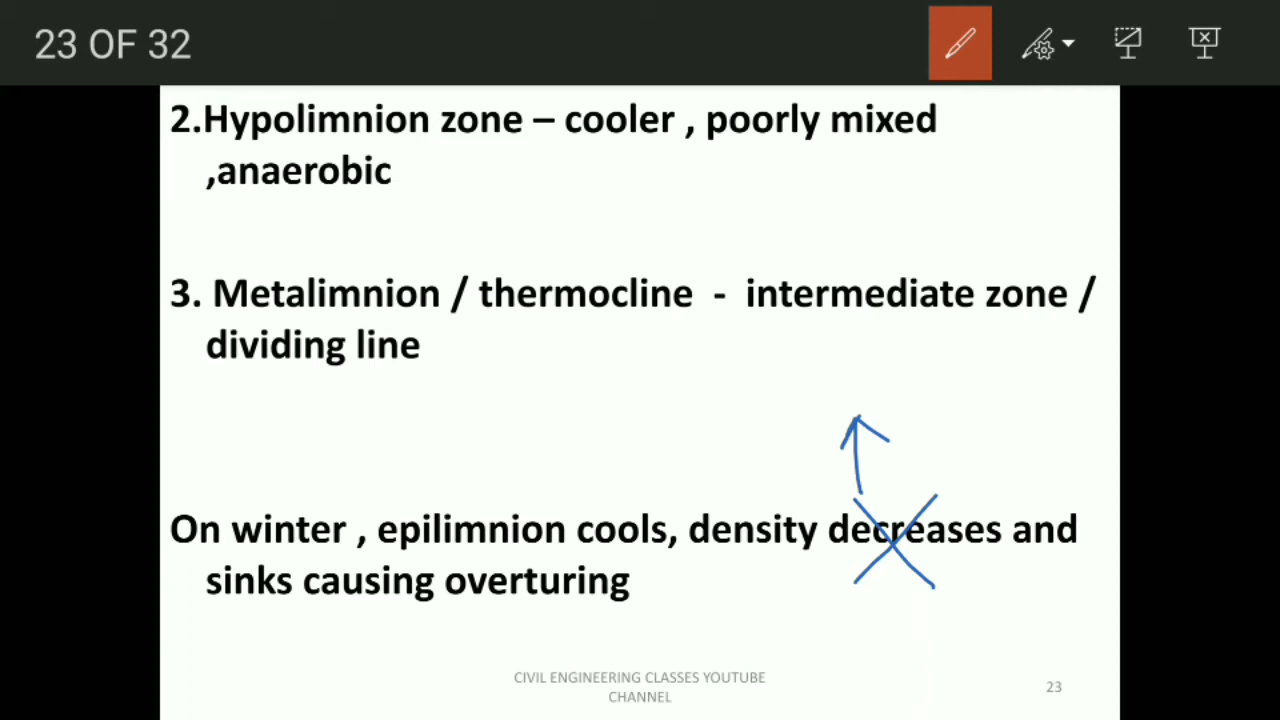 23 OF 32
2.Hypolimnion zone – cooler , poorly mixed
,anaerobic
3. Metalimnion / thermocline - intermediate zone /
dividing line
On winter , epilimnion cools, density decreases and
sinks causing overturing
CIVIL ENGINEERING CLASSES YOUTUBE
CHANNEL
23